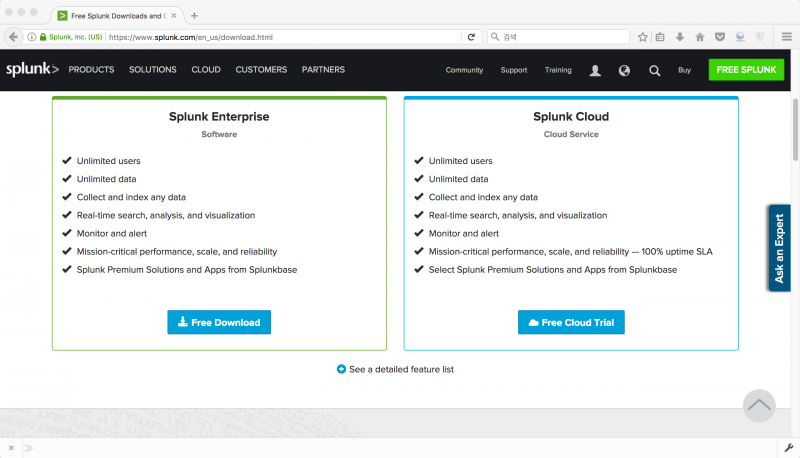 Free Splunk Downloads and C
Splunk, Inc. (US)
https://www.splunk.com/en_us/download.html
검색
splunk>
PRODUCTS
SOLUTIONS
CLOUD
CUSTOMERS
PARTNERS
Community
Support
Training
Buy
FREE SPLUNK
Splunk Enterprise
Software
Unlimited users
Unlimited data
Collect and index any data
Real-time search, analysis, and visualization
Monitor and alert
Mission-critical performance, scale, and reliability
Splunk Premium Solutions and Apps from Splunkbase
Free Download
Splunk Cloud
Cloud Service
Unlimited users
Unlimited data
Collect and index any data
Real-time search, analysis, and visualization
Monitor and alert
Mission-critical performance, scale, and reliability — 100% uptime SLA
Select Splunk Premium Solutions and Apps from Splunkbase
Free Cloud Trial
Ask an Expert
See a detailed feature list